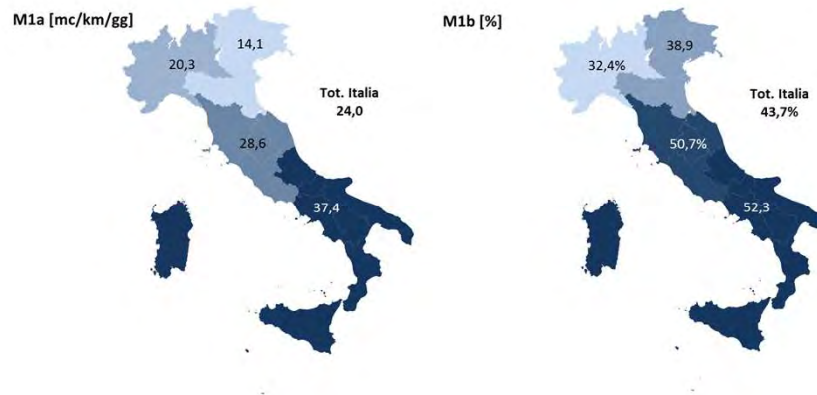 M1a [mc/km/gg]
14,1
20,3
Tot. Italia
24,0
28,6
37,4
M1b [%]
38,9
32,4%
Tot. Italia
43,7%
50,7%
52,3